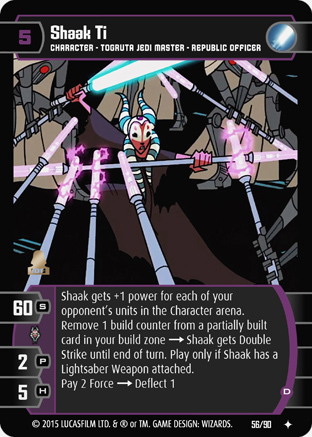 5
Shaak Ti
CHARACTER - TOGRUTA JEDI MASTER - REPUBLIC OFFICER
60 S
2 P
5 H
Shaak gets +1 power for each of your
opponent's units in the Character arena.
Remove 1 build counter from a partially built
card in your build zone → Shaak gets Double
Strike until end of turn. Play only if Shaak has a
Lightsaber Weapon attached.
Pay 2 Force → Deflect 1
D
© 2015 LUCASFILM LTD. & ® or TM. GAME DESIGN: WIZARDS.
56/90